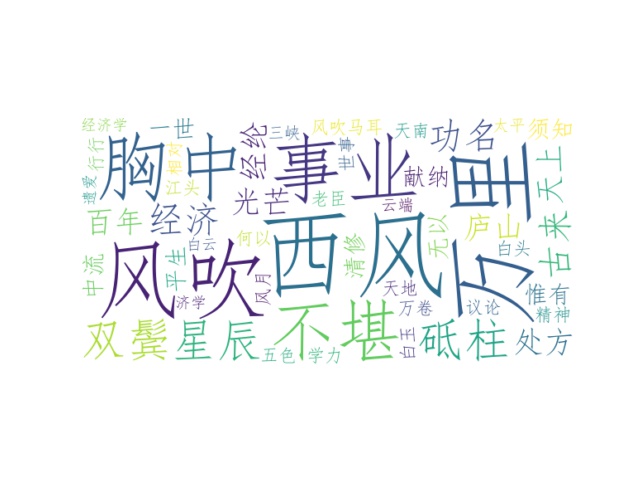 经济学
一世
三峡
风吹马耳
天南
功名
太平
须知
行行
相对
胸中
经纶
事业
世事
献纳
万里
天上
遗爱
江头
光芒
老臣
云端
百年
经济
白云
何以
西风
清修
无以
庐山
古来
白头
中流
平生
风吹
风月
天地
万卷
惟有
济学
议论
精神
双鬓
星辰
五色
学力
不堪
白玉
砥柱
处方